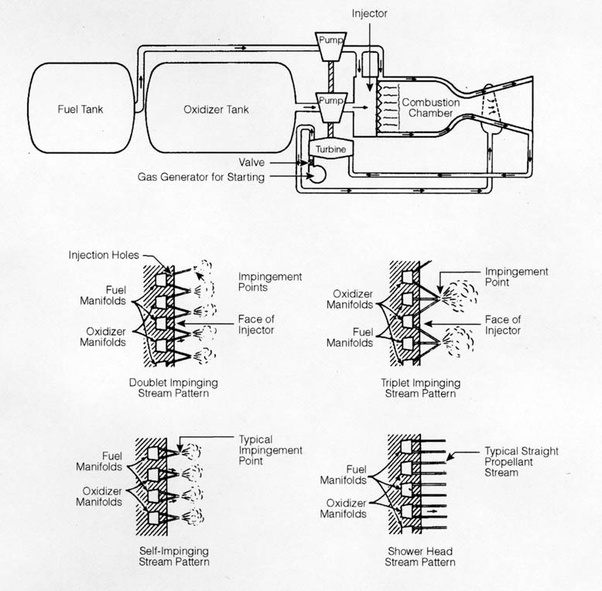 Injector
Pump
Fuel Tank
Oxidizer Tank
Pump
Combustion
Chamber
Turbine
Valve
Gas Generator for Starting
Injection Holes
Fuel
Manifolds
Oxidizer
Manifolds
Impingement
Points
Face of
Injector
Doublet Impinging
Stream Pattern
Oxidizer
Manifolds
Fuel
Manifolds
Impingement
Point
Face of
Injector
Triplet Impinging
Stream Pattern
Fuel
Manifolds
Oxidizer
Manifolds
Typical
Impingement
Point
Self-Impinging
Stream Pattern
Fuel
Manifolds
Oxidizer
Manifolds
Typical Straight
Propellant
Stream
Shower Head
Stream Pattern